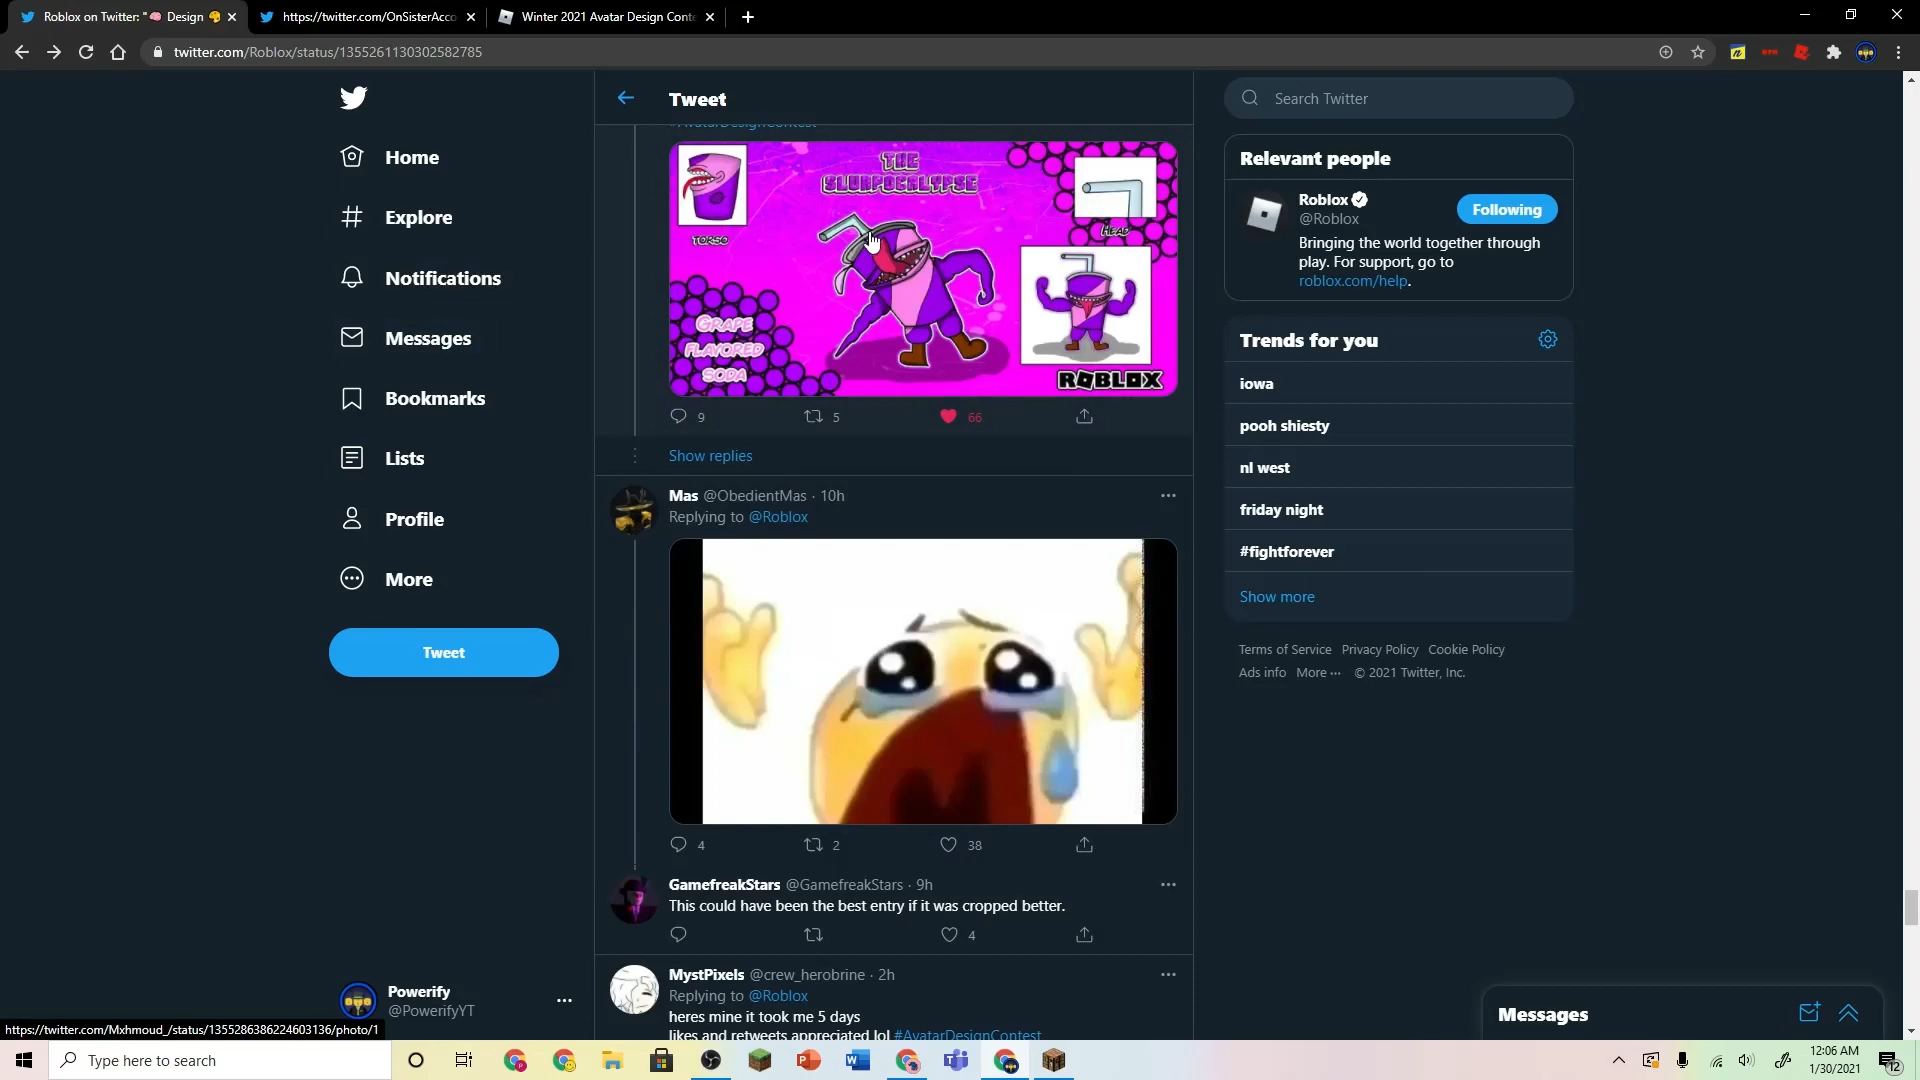 Roblox on Twitter: "🧠 Design
https://twitter.com/OnSisterAcco
Winter 2021 Avatar Design Conte
twitter.com/Roblox/status/1355261130302582785
Tweet
Search Twitter
Home
Explore
Notifications
Messages
Bookmarks
Lists
Profile
More
Tweet
Powerify
@PowerifyYT
#AvatarDesignContest
THE
SLURPOCALYPSE
TORSO
HEAD
GRAPE
FLAVORED
SODA
ROBLOX
9
5
66
Show replies
Mas @ObedientMas · 10h
Replying to @Roblox
4
2
38
GamefreakStars @GamefreakStars · 9h
This could have been the best entry if it was cropped better.
4
MystPixels @crew_herobrine · 2h
Replying to @Roblox
heres mine it took me 5 days
likes and retweets appreciated lol #AvatarDesignContest
Relevant people
Roblox
@Roblox
Following
Bringing the world together through
play. For support, go to
roblox.com/help.
Trends for you
iowa
pooh shiesty
nl west
friday night
#fightforever
Show more
Terms of Service Privacy Policy Cookie Policy
Ads info More ··· © 2021 Twitter, Inc.
Messages
https://twitter.com/Mxhmoud_/status/1355286386224603136/photo/1
Type here to search
12:06 AM
1/30/2021
12